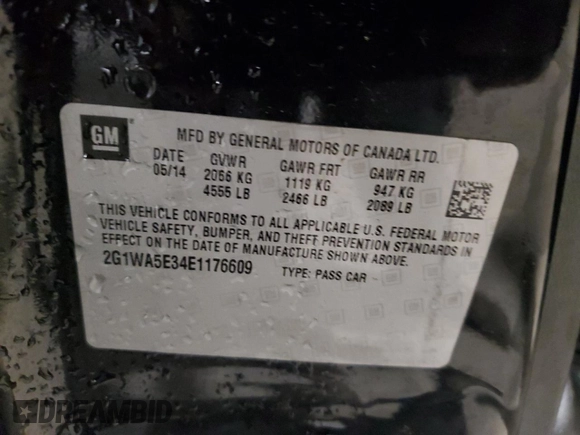 GM
MFD BY GENERAL MOTORS OF CANADA LTD.
DATE GVWR GAWR FRT GAWR RR
05/14 2066 KG 1119 KG 947 KG
4555 LB 2466 LB 2089 LB
THIS VEHICLE CONFORMS TO ALL APPLICABLE U.S. FEDERAL MOTOR
VEHICLE SAFETY, BUMPER, AND THEFT PREVENTION STANDARDS IN
EFFECT ON THE DATE OF MANUFACTURE SHOWN ABOVE.
2G1WA5E34E1176609 TYPE: PASS CAR
DREAMBID